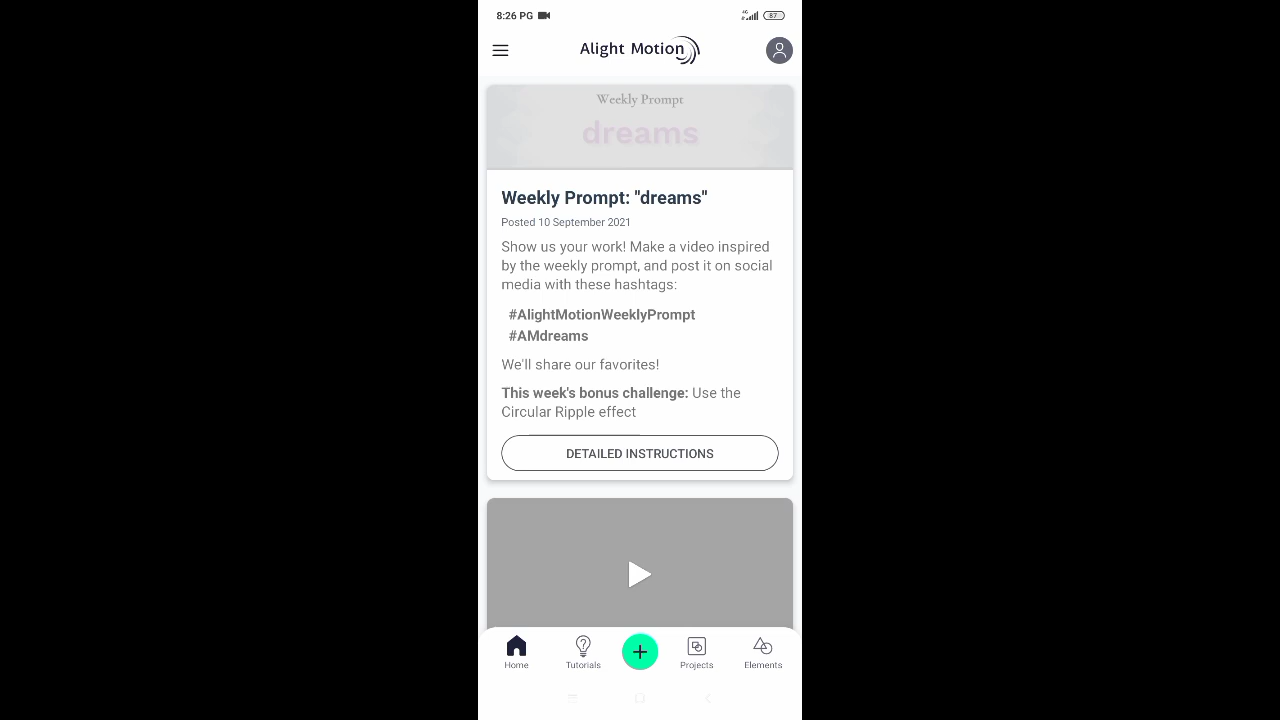 8:26 PG
4G
87
Alight Motion
Weekly Prompt
dreams
Weekly Prompt: "dreams"
Posted 10 September 2021
Show us your work! Make a video inspired
by the weekly prompt, and post it on social
media with these hashtags:
#AlightMotionWeeklyPrompt
#AMdreams
We'll share our favorites!
This week's bonus challenge: Use the
Circular Ripple effect
DETAILED INSTRUCTIONS
Home
Tutorials
Projects
Elements